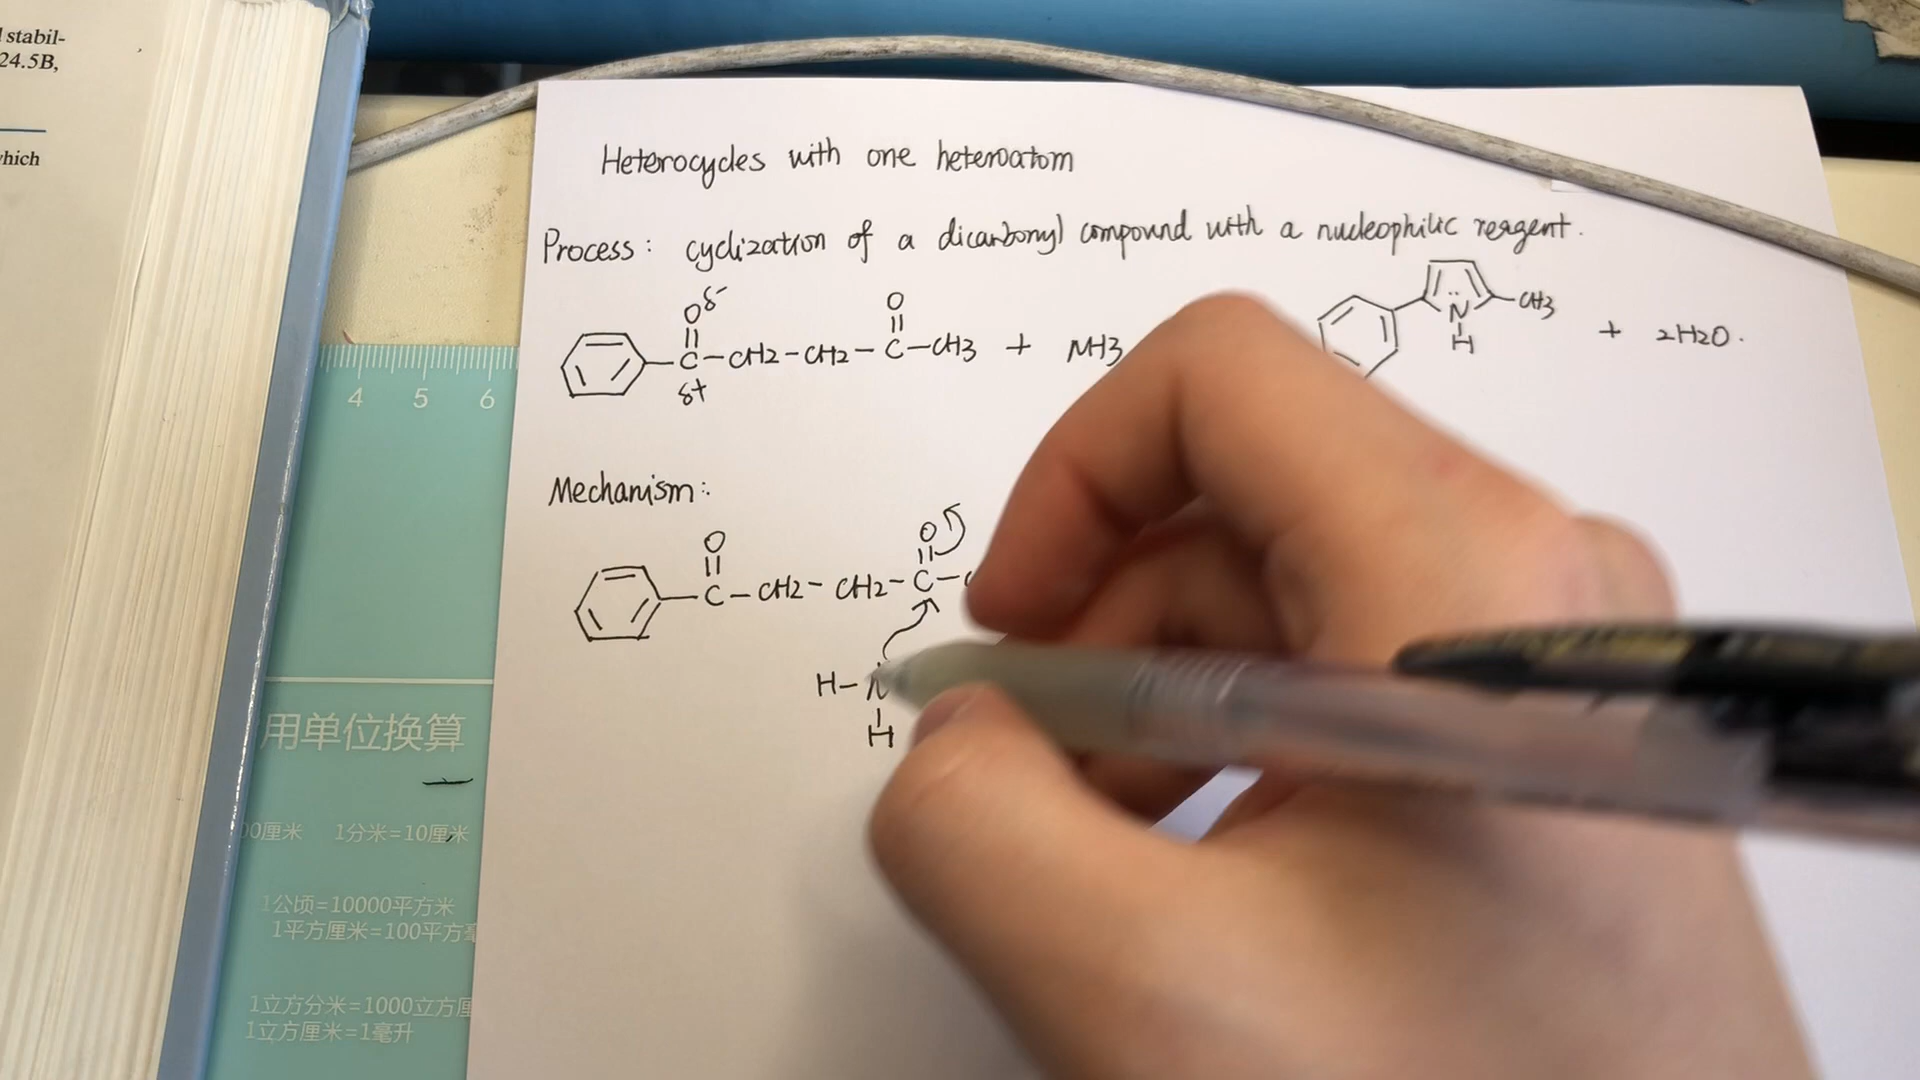 stabil-
24.5B,
which
4 5 6
用单位换算
00厘米 1分米=10厘米
1公顷=10000平方米
1平方厘米=100平方毫
1立方分米=1000立方厘
1立方厘米=1毫升
Heterocycles with one heteroatom
Process: cyclization of a dicarbonyl compound with a nucleophilic reagent.
Oδ-
O
C-CH2-CH2-C-CH3 + NH3
δ+
N
H
-CH3
+ 2H2O.
Mechanism:
O
O
C-CH2-CH2-C-
H-N
H